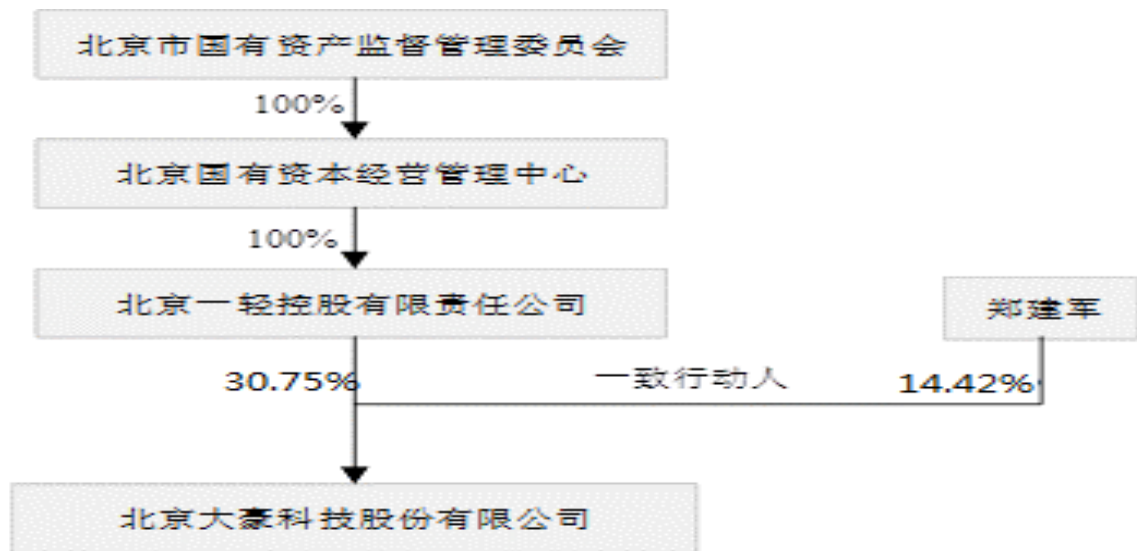 北京市国有资产监督管理委员会
100%
北京国有资本经营管理中心
100%
北京一轻控股有限责任公司
郑建军
30.75%
一致行动人
14.42%
北京大豪科技股份有限公司